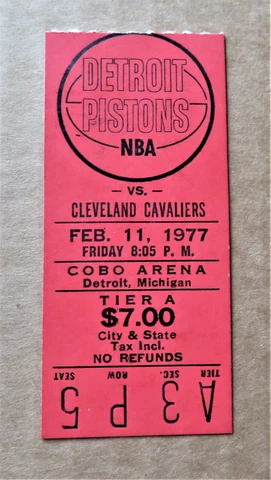 DETROIT
PISTONS
NBA
- VS. -
CLEVELAND CAVALIERS
FEB. 11, 1977
FRIDAY 8:05 P. M.
COBO ARENA
Detroit, Michigan
TIER A
$7.00
City & State
Tax Incl.
NO REFUNDS
TIER SEC. ROW SEAT
A 3 P 5